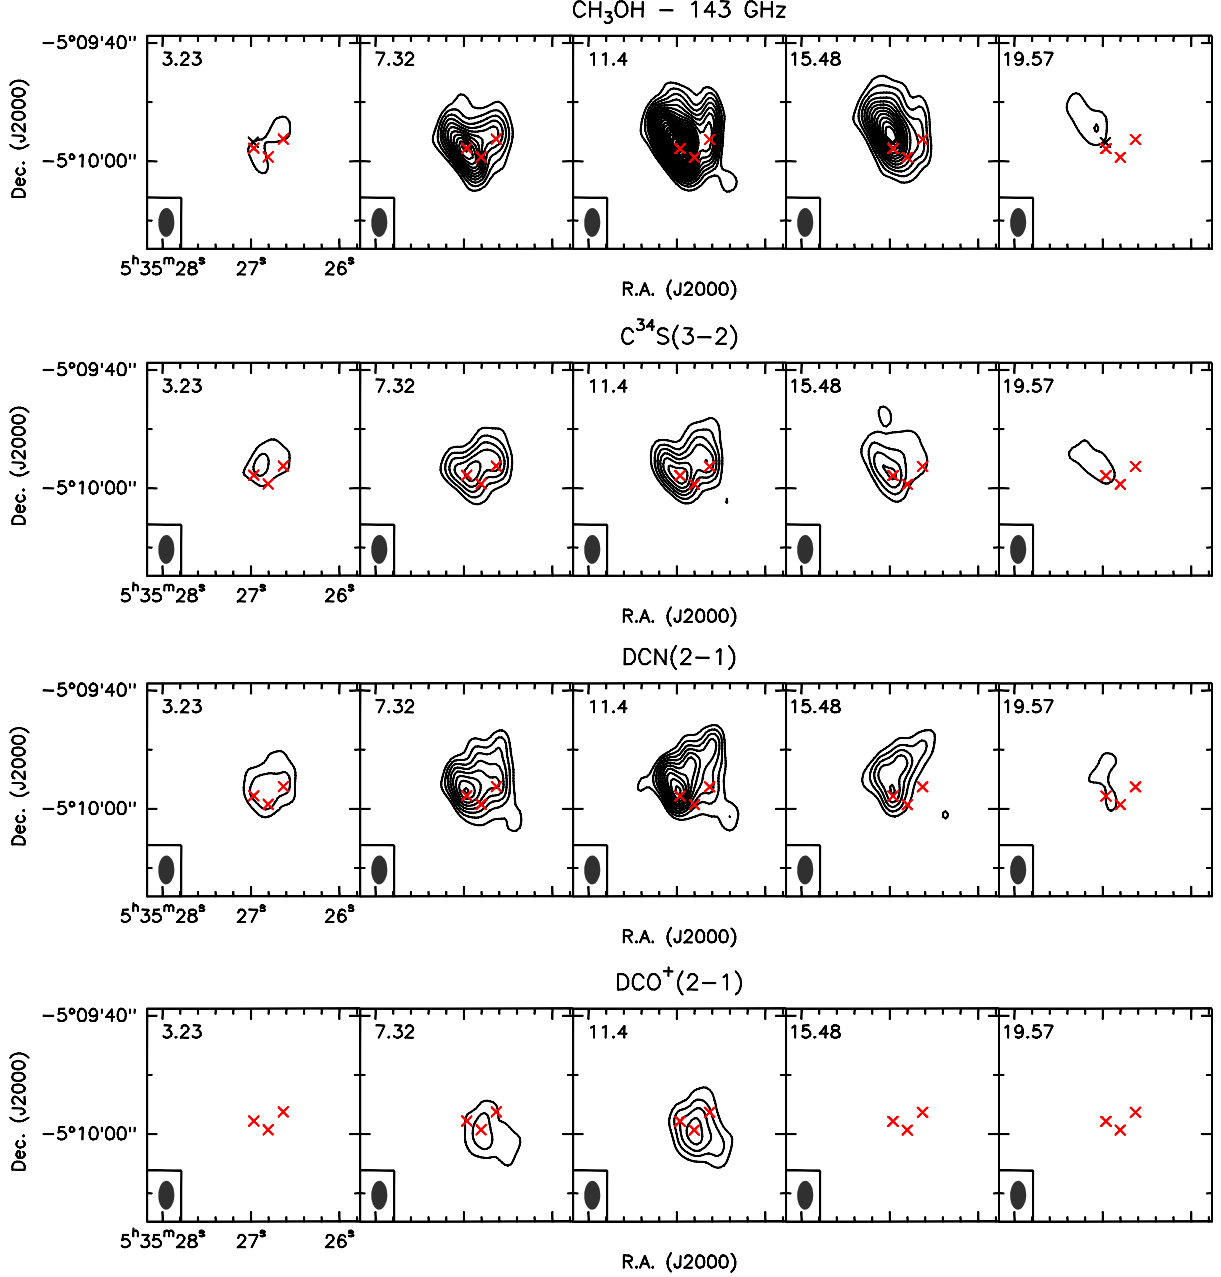 CH₃OH − 143 GHz
−5°09'40"
3.23 7.32 11.4 15.48 19.57
Dec. (J2000)
−5°10'00"
5ʰ35ᵐ28ˢ 27ˢ 26ˢ
R.A. (J2000)
C³⁴S(3−2)
−5°09'40"
3.23 7.32 11.4 15.48 19.57
Dec. (J2000)
−5°10'00"
5ʰ35ᵐ28ˢ 27ˢ 26ˢ
R.A. (J2000)
DCN(2−1)
−5°09'40"
3.23 7.32 11.4 15.48 19.57
Dec. (J2000)
−5°10'00"
5ʰ35ᵐ28ˢ 27ˢ 26ˢ
R.A. (J2000)
DCO⁺(2−1)
−5°09'40"
3.23 7.32 11.4 15.48 19.57
Dec. (J2000)
−5°10'00"
5ʰ35ᵐ28ˢ 27ˢ 26ˢ
R.A. (J2000)